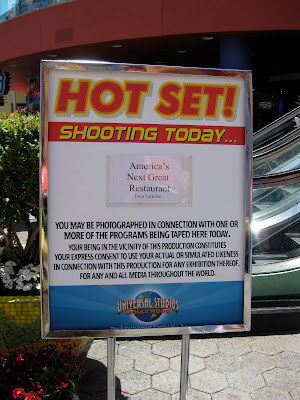 HOT SET!
SHOOTING TODAY...
America's
Next Great
Restaurant
YOU MAY BE PHOTOGRAPHED IN CONNECTION WITH ONE OR
MORE OF THE PROGRAMS BEING TAPED HERE TODAY.
YOUR BEING IN THE VICINITY OF THIS PRODUCTION CONSTITUTES
YOUR EXPRESS CONSENT TO USE YOUR ACTUAL OR SIMULATED LIKENESS
IN CONNECTION WITH THIS PRODUCTION FOR ANY EXHIBITION THEREOF
FOR ANY AND ALL MEDIA THROUGHOUT THE WORLD.
UNIVERSAL STUDIOS
HOLLYWOOD